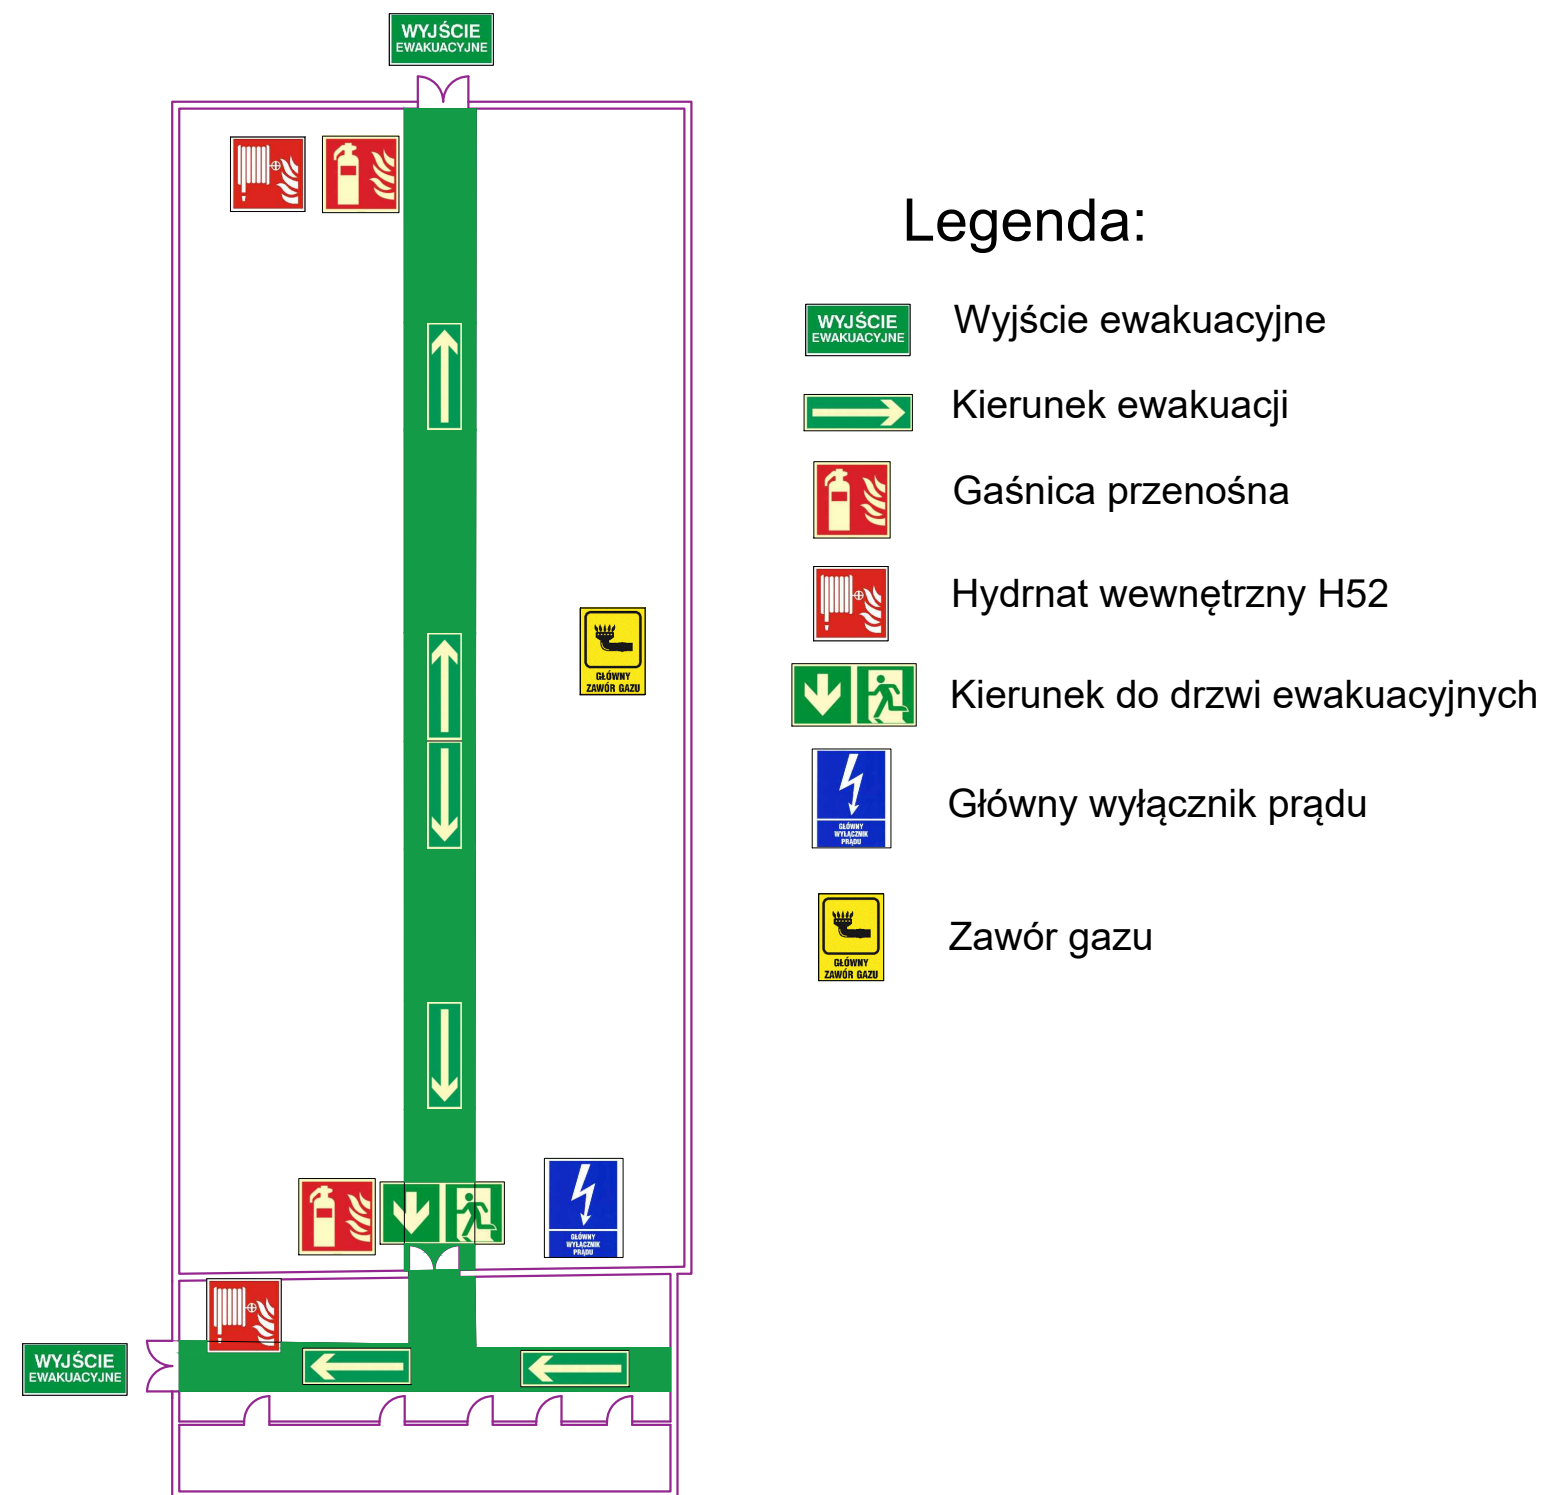 WYJŚCIE
EWAKUACYJNE
Legenda:
WYJŚCIE
EWAKUACYJNE
Wyjście ewakuacyjne
Kierunek ewakuacji
Gaśnica przenośna
Hydrnat wewnętrzny H52
Kierunek do drzwi ewakuacyjnych
GŁÓWNY
WYŁĄCZNIK
PRĄDU
Główny wyłącznik prądu
GŁÓWNY
ZAWÓR GAZU
Zawór gazu
GŁÓWNY
ZAWÓR GAZU
GŁÓWNY
WYŁĄCZNIK
PRĄDU
WYJŚCIE
EWAKUACYJNE